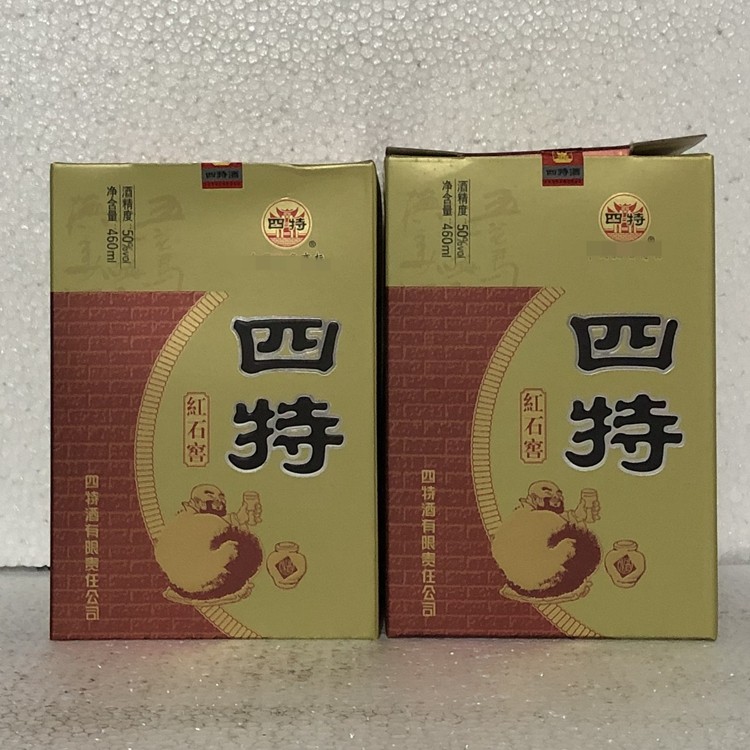 四特酒
酒精度 50%vol
净含量 460ml
四特
®
四特
紅石窖
四特酒有限责任公司
四特酒
酒精度 50%vol
净含量 460ml
四特
四特
紅石窖
四特酒有限责任公司